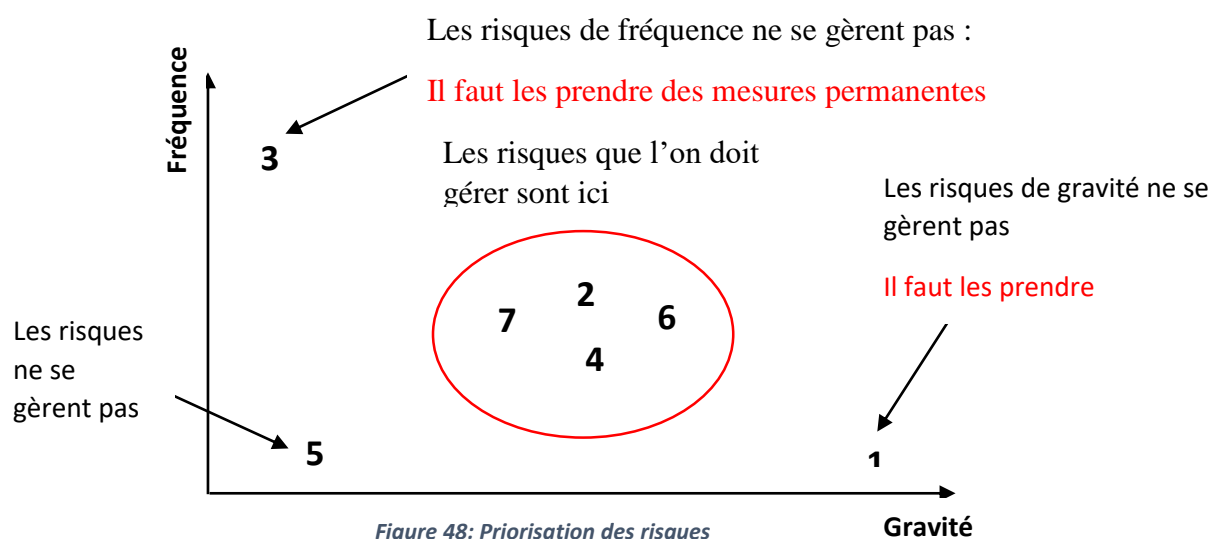 Les risques de fréquence ne se gèrent pas :
Il faut les prendre des mesures permanentes
Fréquence
3
Les risques que l'on doit
gérer sont ici
Les risques de gravité ne se
gèrent pas
Il faut les prendre
2
7
6
4
Les risques
ne se
gèrent pas
5
1
Gravité
Figure 48: Priorisation des risques